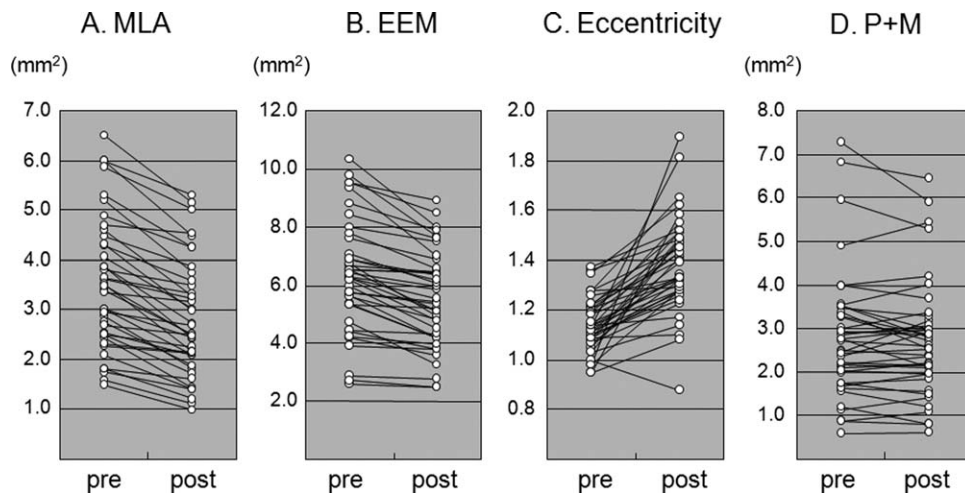 A. MLA
B. EEM
C. Eccentricity
D. P+M
(mm²)
(mm²)
(mm²)
7.0
6.0
5.0
4.0
3.0
2.0
1.0
pre
post
12.0
10.0
8.0
6.0
4.0
2.0
pre
post
2.0
1.8
1.6
1.4
1.2
1.0
0.8
pre
post
8.0
7.0
6.0
5.0
4.0
3.0
2.0
1.0
pre
post